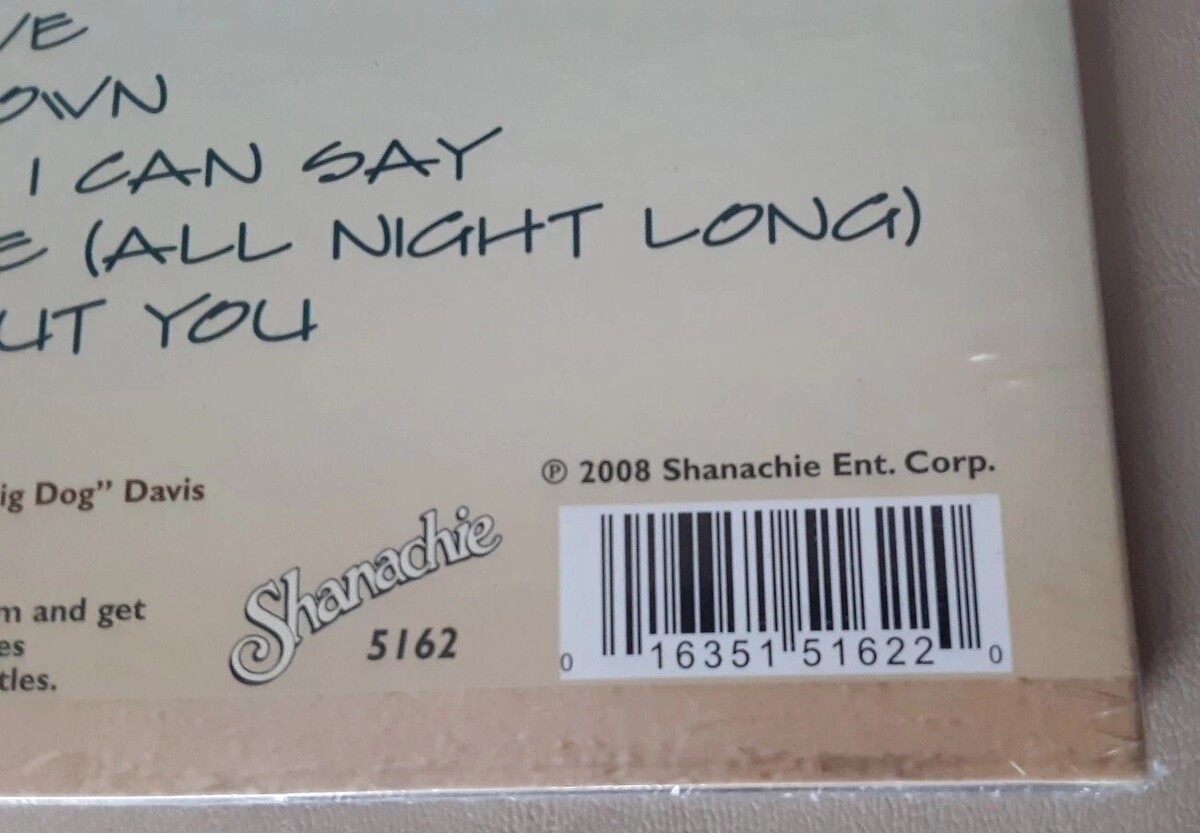 VE
OWN
I CAN SAY
E (ALL NIGHT LONG)
UT YOU
℗ 2008 Shanachie Ent. Corp.
ig Dog” Davis
Shanachie
5162
m and get
es
tles.
0 16351 51622 0